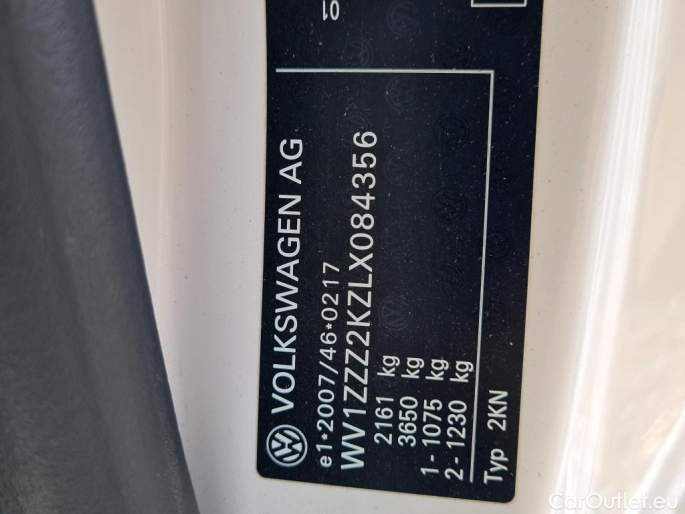 VOLKSWAGEN AG
e1*2007/46*0217
WV1ZZZ2KZLX084356
2161 kg
3650 kg
1 - 1075 kg
2 - 1230 kg
Typ 2KN
CarOutlet.eu